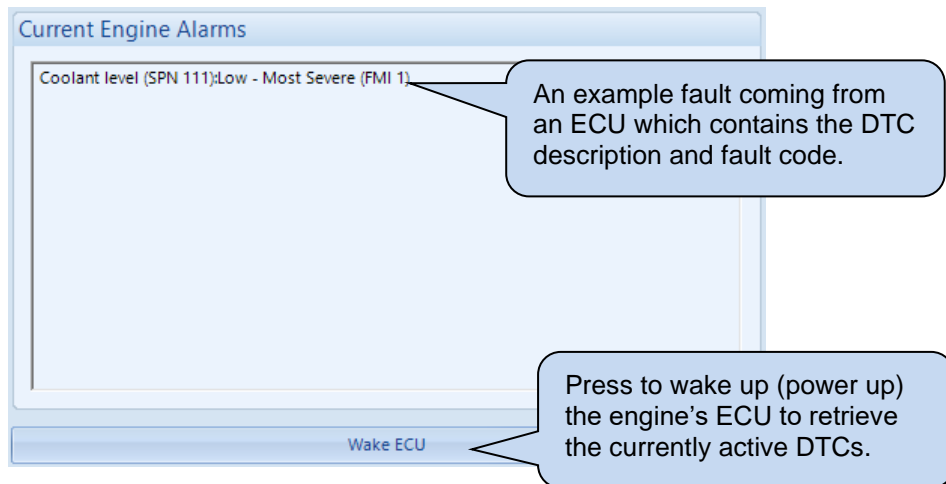 Current Engine Alarms
Coolant level (SPN 111):Low - Most Severe (FMI 1)
An example fault coming from
an ECU which contains the DTC
description and fault code.
Press to wake up (power up)
the engine’s ECU to retrieve
the currently active DTCs.
Wake ECU